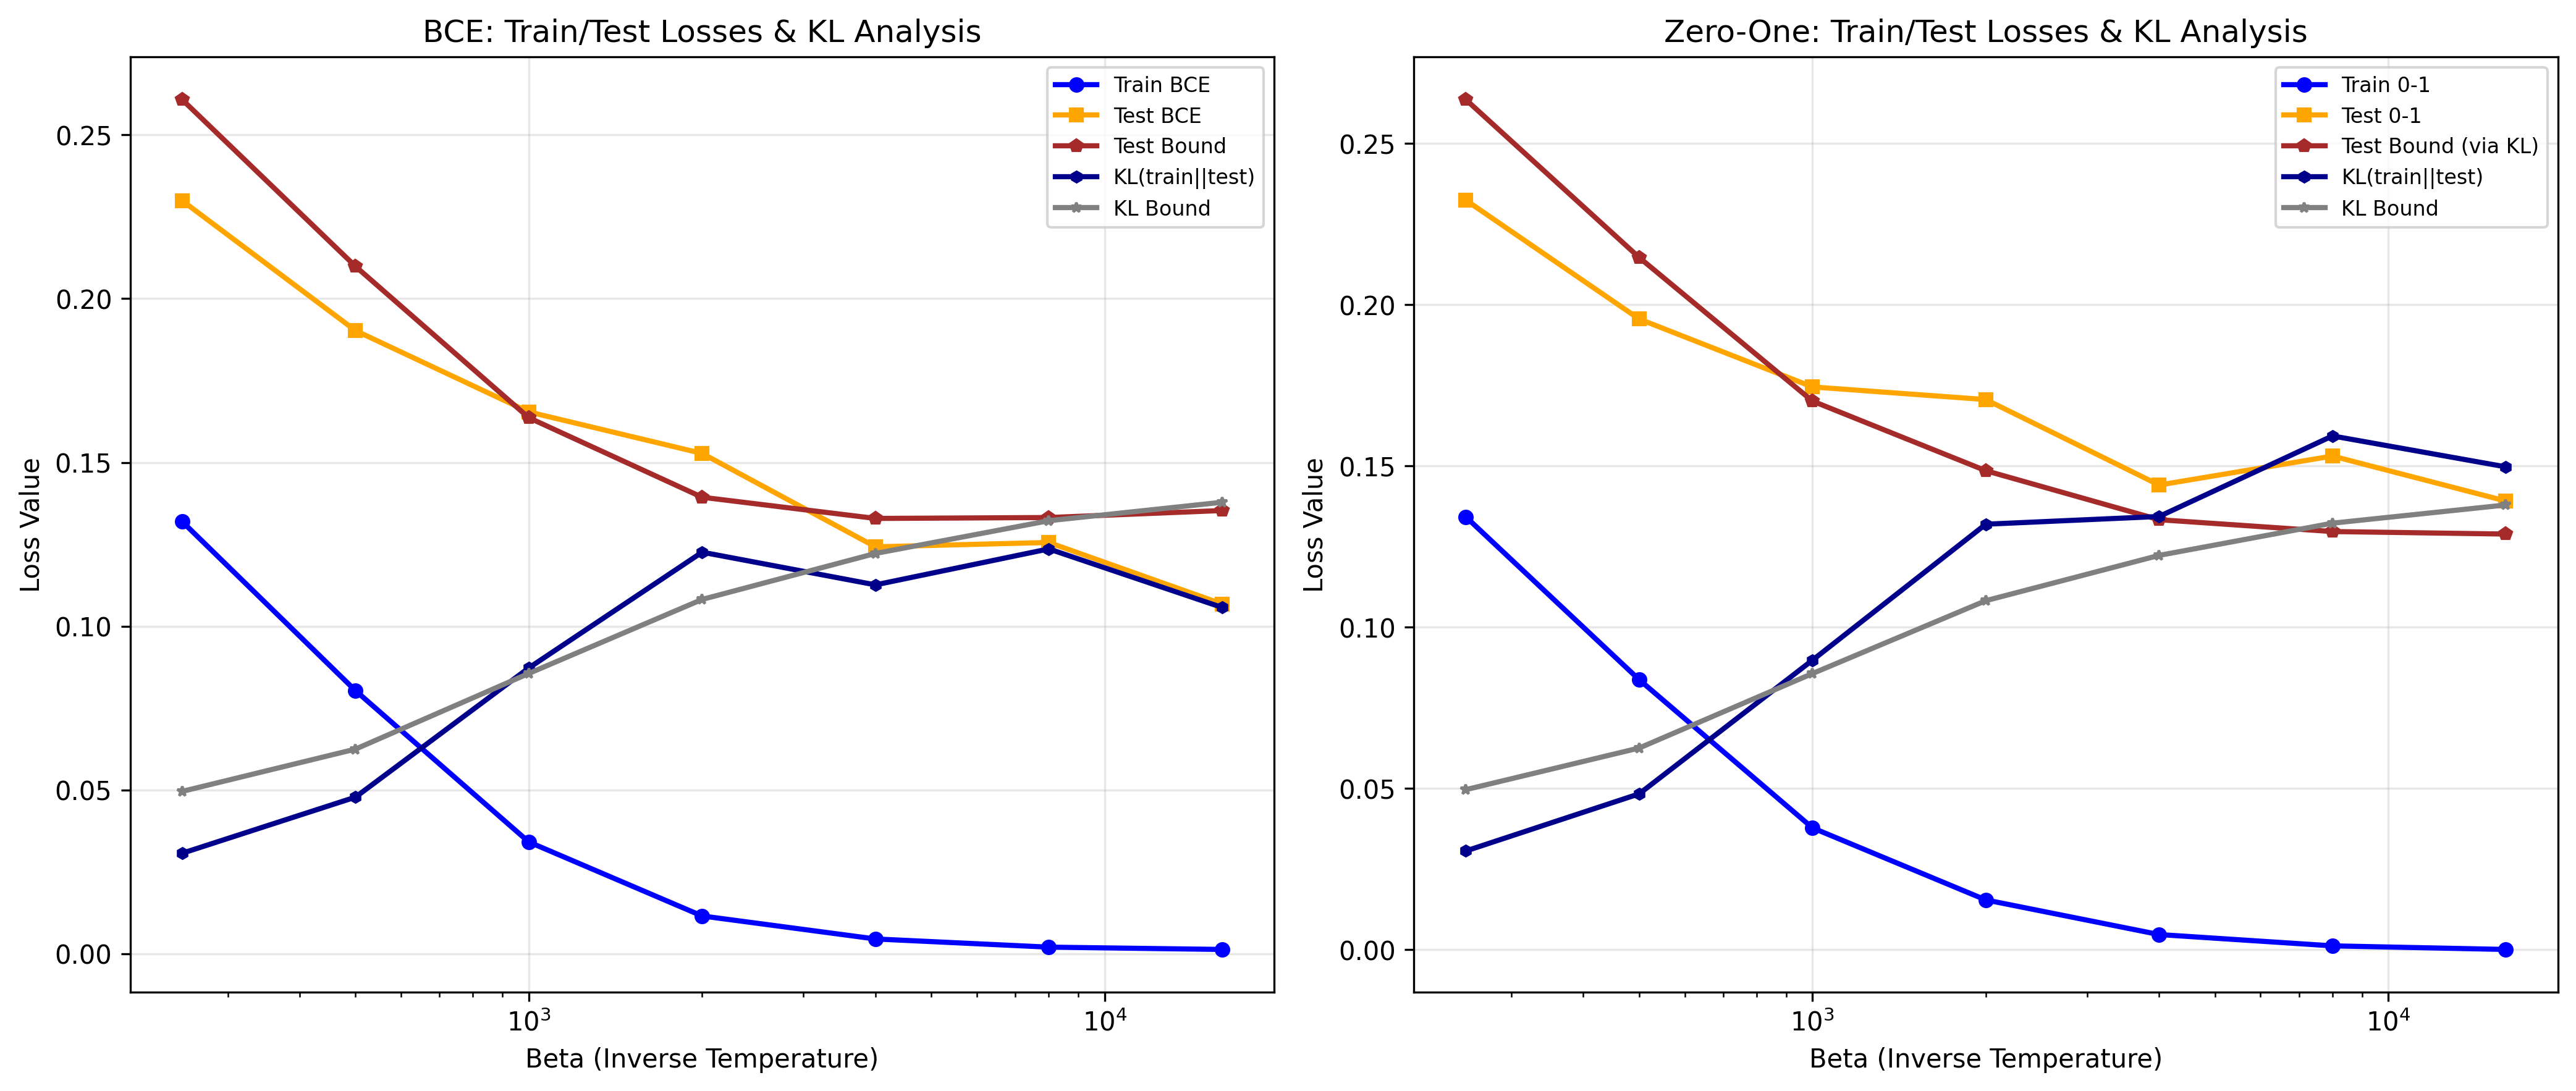 BCE: Train/Test Losses & KL Analysis
Train BCE
Test BCE
Test Bound
KL(train||test)
KL Bound
Loss Value
0.25
0.20
0.15
0.10
0.05
0.00
10³
10⁴
Beta (Inverse Temperature)
Zero-One: Train/Test Losses & KL Analysis
Train 0-1
Test 0-1
Test Bound (via KL)
KL(train||test)
KL Bound
Loss Value
0.25
0.20
0.15
0.10
0.05
0.00
10³
10⁴
Beta (Inverse Temperature)